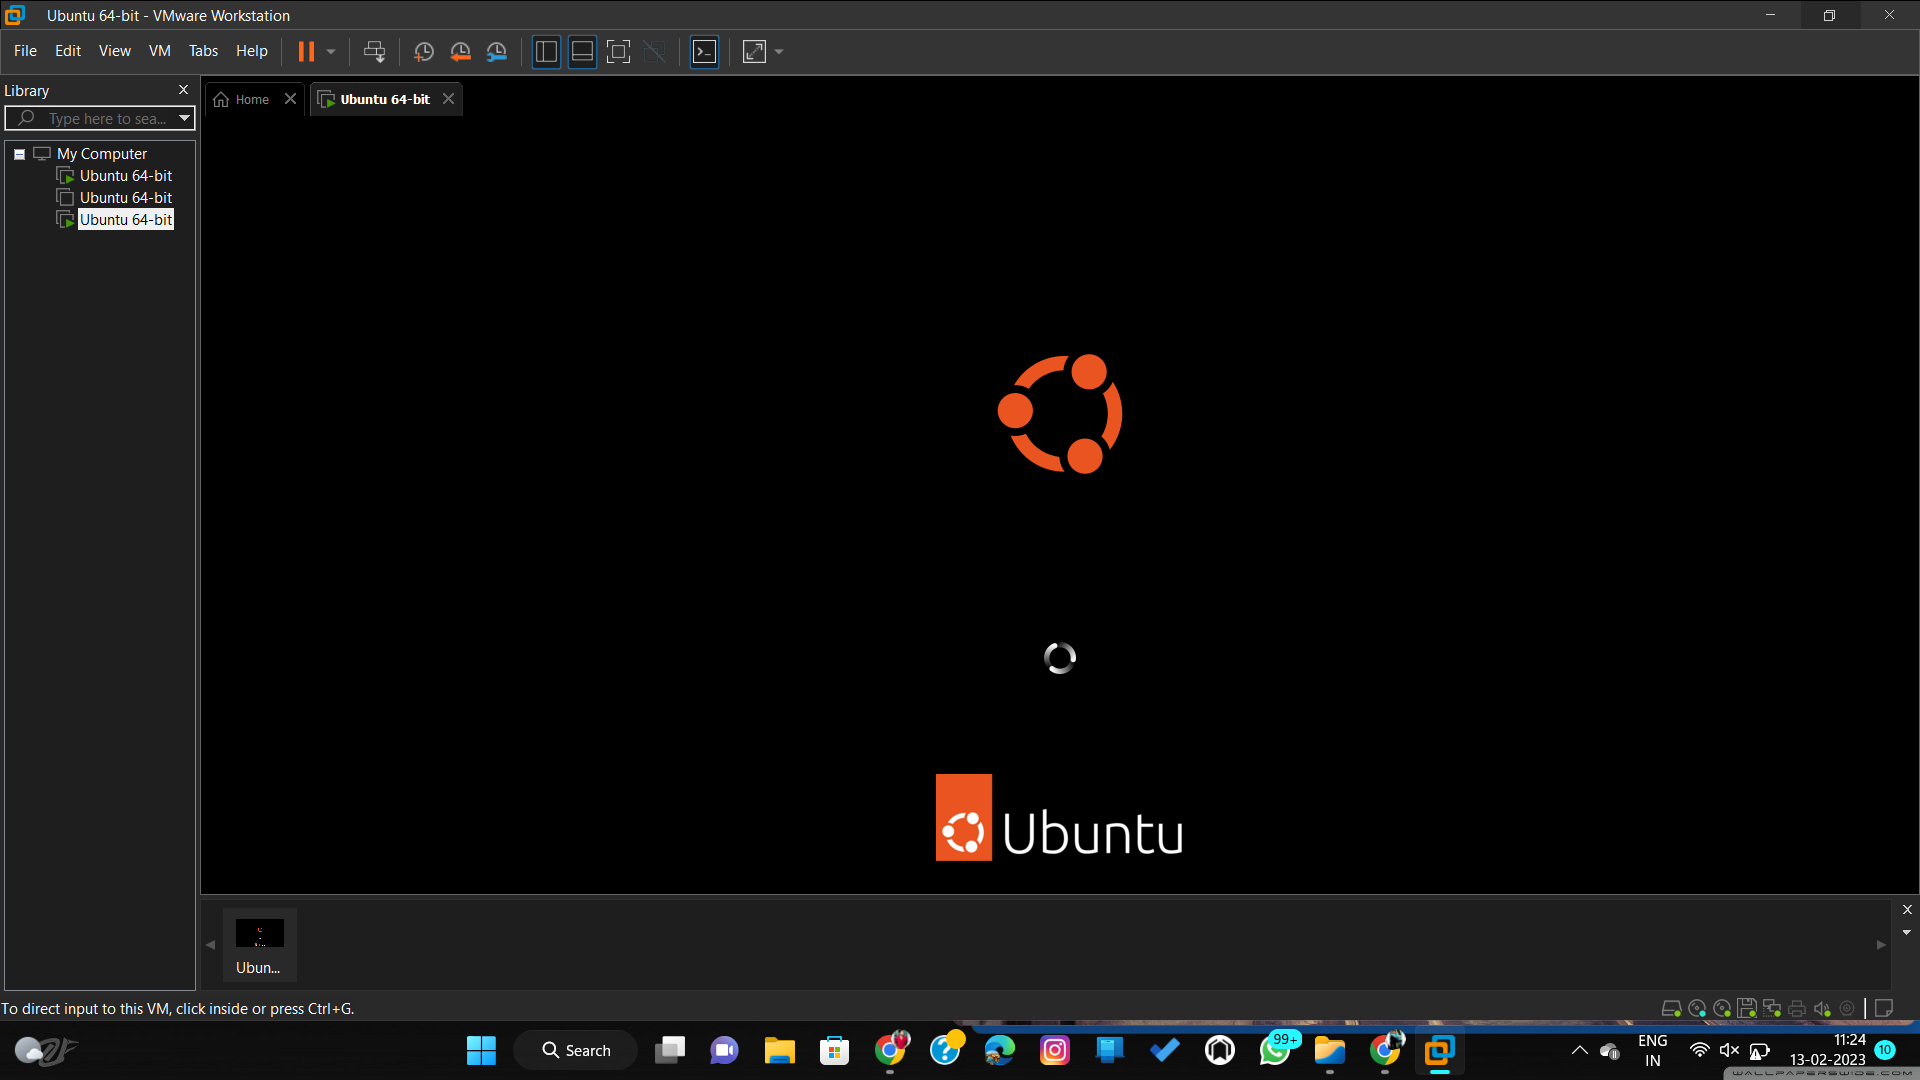 Ubuntu 64-bit - VMware Workstation
File Edit View VM Tabs Help
Library
Type here to sea...
My Computer
Ubuntu 64-bit
Ubuntu 64-bit
Ubuntu 64-bit
Home
Ubuntu 64-bit
Ubuntu
Ubun...
To direct input to this VM, click inside or press Ctrl+G.
Search
99+
ENG
IN
11:24
13-02-2023
10
WALLPAPERSWIDE.COM